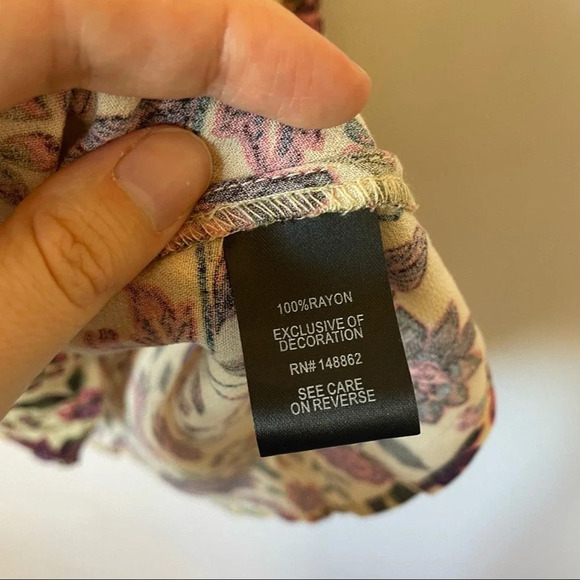 100%RAYON
EXCLUSIVE OF
DECORATION
RN# 148862
SEE CARE
ON REVERSE